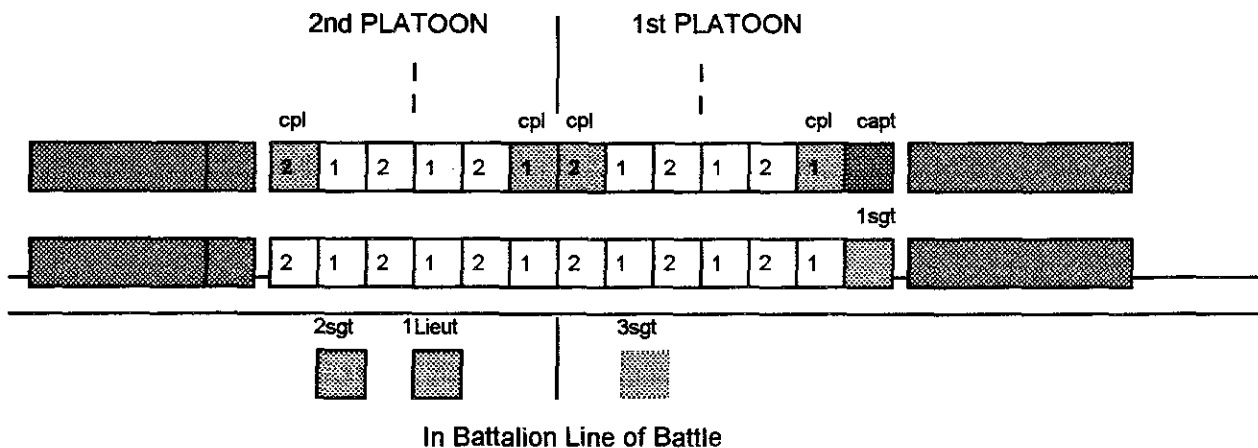 2nd PLATOON 1st PLATOON
cpl cpl cpl cpl capt
2 1 2 1 2 1 2 1 2 1 2 1
1sgt
2 1 2 1 2 1 2 1 2 1 2 1
2sgt 1Lieut 3sgt
In Battalion Line of Battle